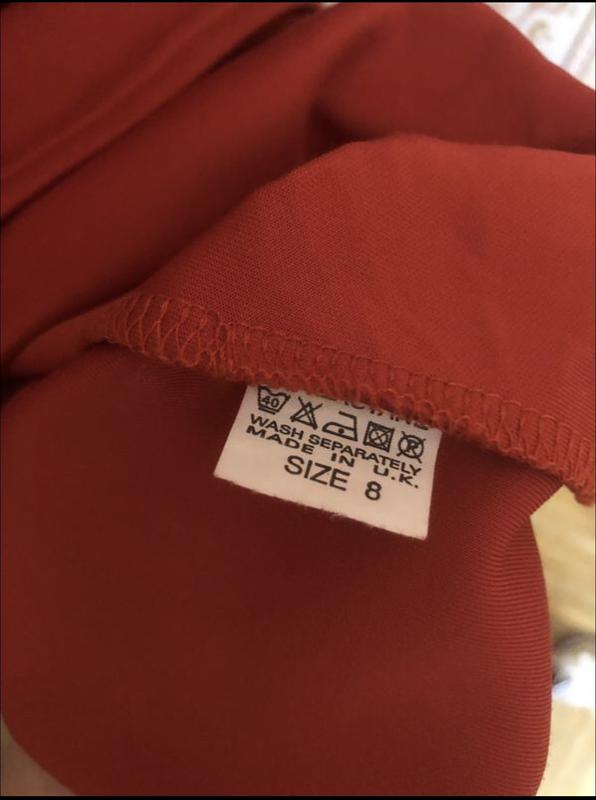 40
WASH SEPARATELY
MADE IN U.K.
SIZE 8